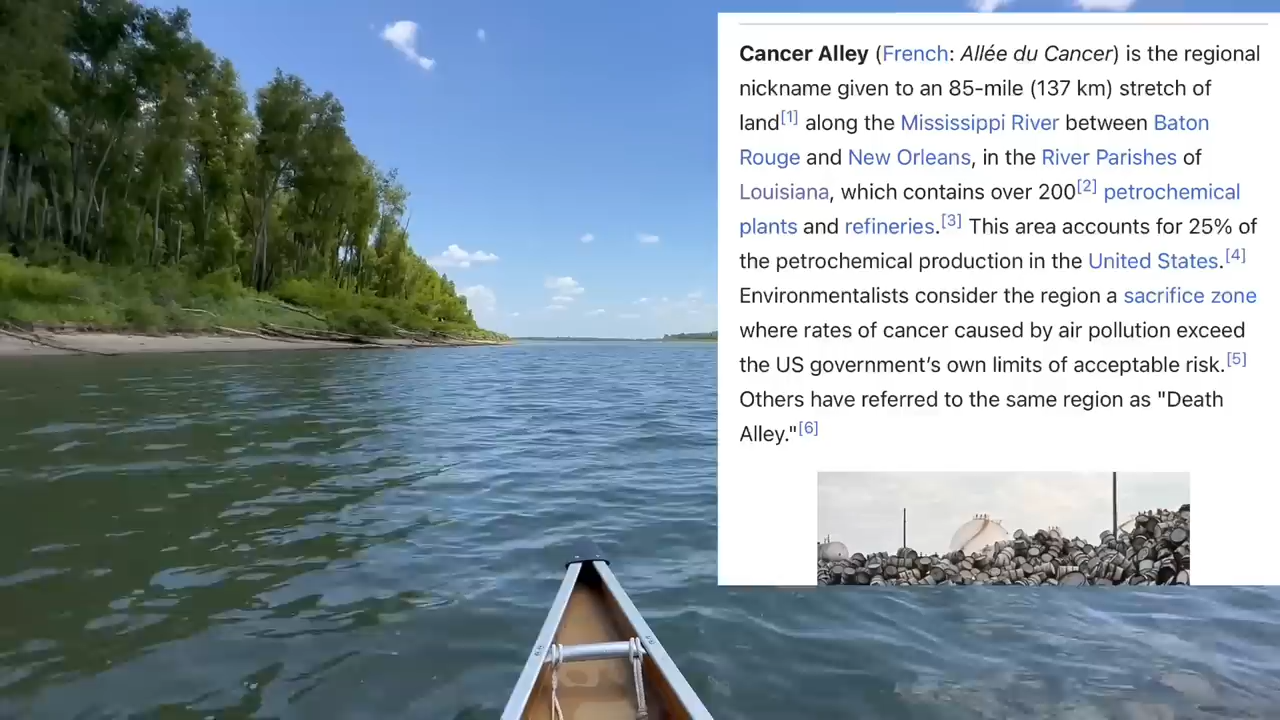 Cancer Alley (French: Allée du Cancer) is the regional
nickname given to an 85-mile (137 km) stretch of
land[1] along the Mississippi River between Baton
Rouge and New Orleans, in the River Parishes of
Louisiana, which contains over 200[2] petrochemical
plants and refineries.[3] This area accounts for 25% of
the petrochemical production in the United States.[4]
Environmentalists consider the region a sacrifice zone
where rates of cancer caused by air pollution exceed
the US government's own limits of acceptable risk.[5]
Others have referred to the same region as "Death
Alley."[6]